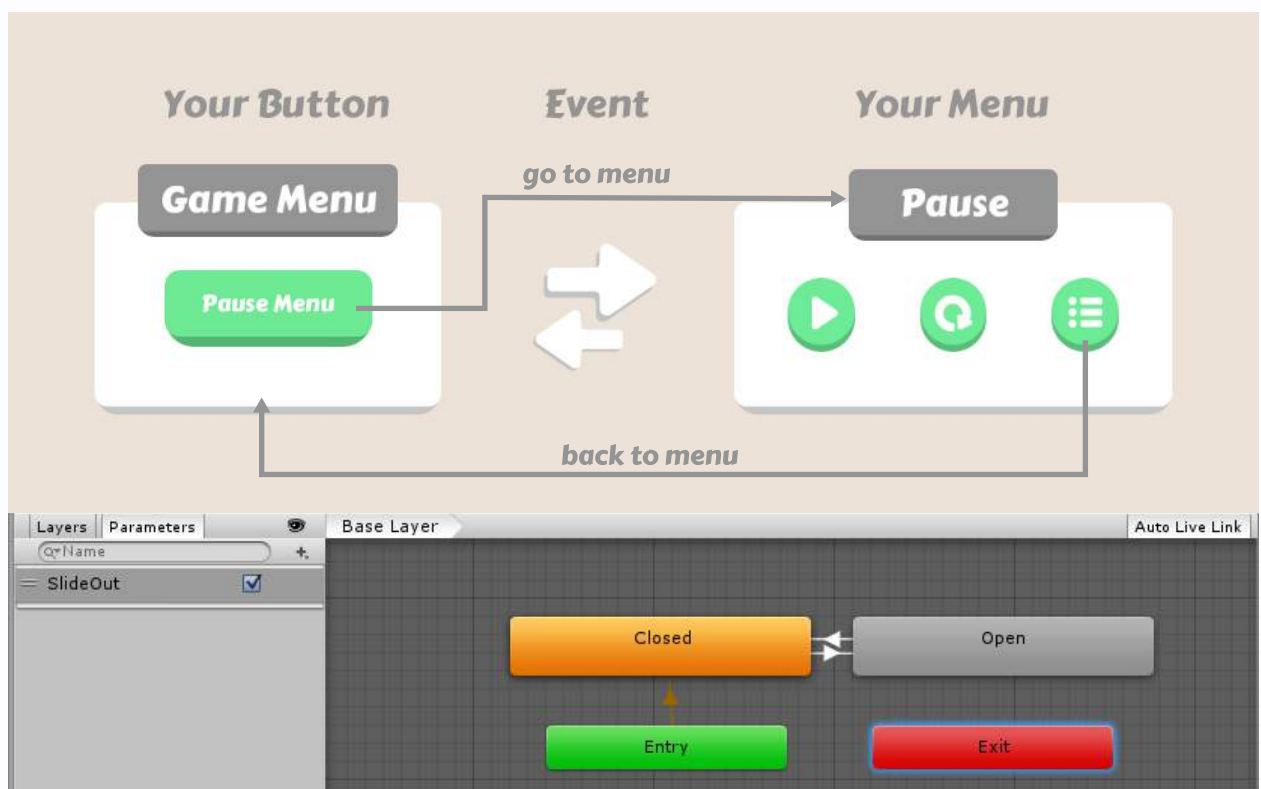 Your Button
Event
Your Menu
go to menu
Game Menu
Pause
Pause Menu
back to menu
Layers
Parameters
Base Layer
Auto Live Link
Name
SlideOut
Closed
Open
Entry
Exit